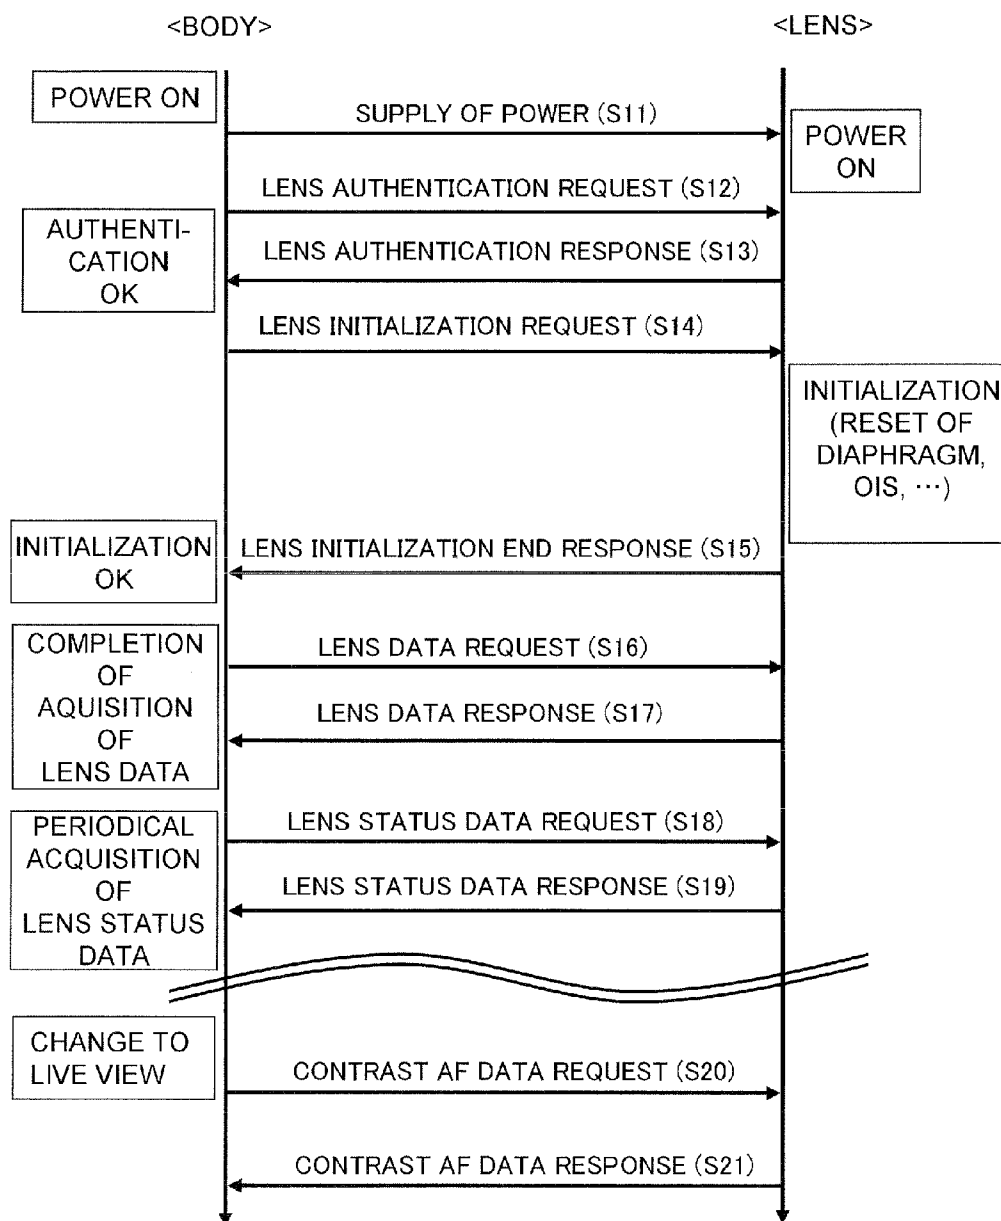 <BODY>
<LENS>
POWER ON
SUPPLY OF POWER (S11)
POWER
ON
LENS AUTHENTICATION REQUEST (S12)
AUTHENTI-
CATION
OK
LENS AUTHENTICATION RESPONSE (S13)
LENS INITIALIZATION REQUEST (S14)
INITIALIZATION
(RESET OF
DIAPHRAGM,
OIS, ···)
INITIALIZATION
OK
LENS INITIALIZATION END RESPONSE (S15)
COMPLETION
OF
AQUISITION
OF
LENS DATA
LENS DATA REQUEST (S16)
LENS DATA RESPONSE (S17)
PERIODICAL
ACQUISITION
OF
LENS STATUS
DATA
LENS STATUS DATA REQUEST (S18)
LENS STATUS DATA RESPONSE (S19)
CHANGE TO
LIVE VIEW
CONTRAST AF DATA REQUEST (S20)
CONTRAST AF DATA RESPONSE (S21)